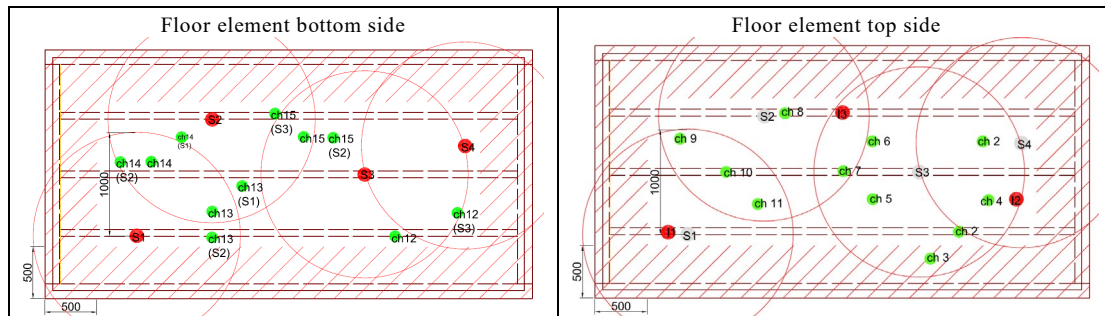 Floor element bottom side
Floor element top side
S2
ch15
(S3)
ch14
(S1)
ch15
ch15
(S2)
S4
ch14
(S2)
ch14
1000
S3
ch13
(S1)
ch13
ch12
(S3)
S1
ch13
(S2)
ch12
500
500
S2
ch 8
I3
ch 9
ch 6
ch 2
S4
ch 10
ch 7
S3
1000
ch 11
ch 5
ch 4
I2
I1
S1
ch 2
ch 3
500
500